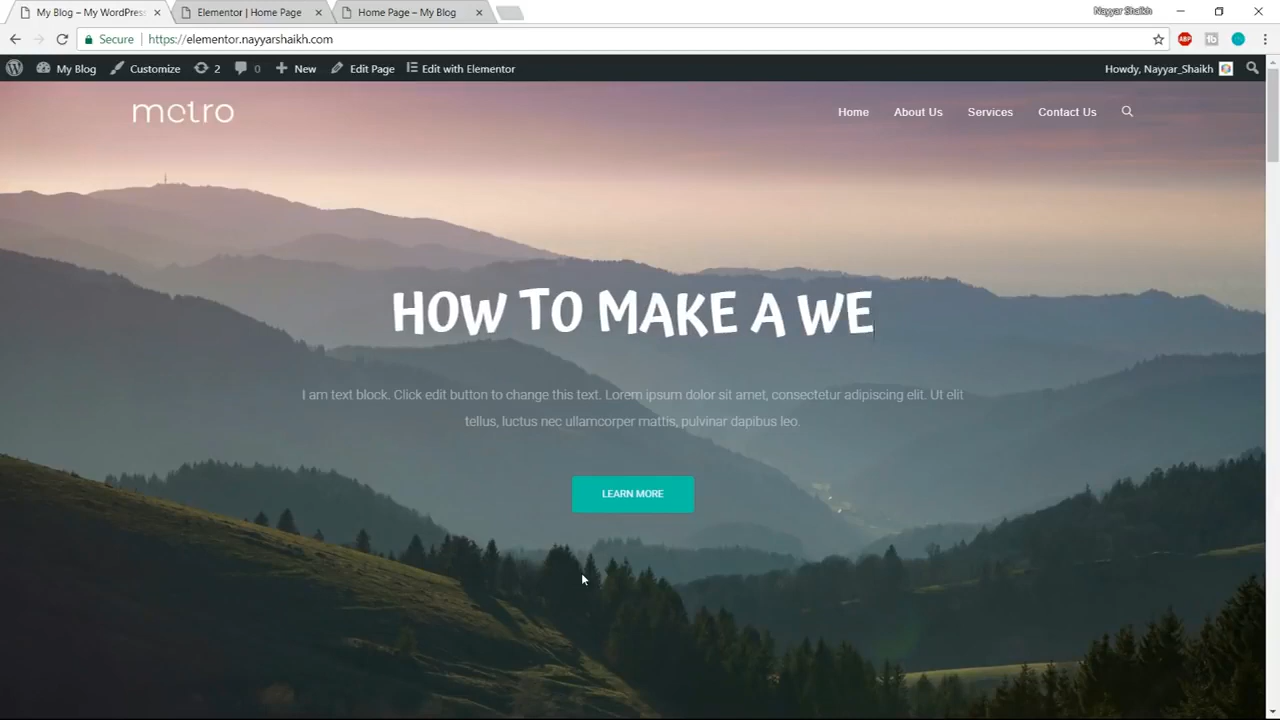 My Blog – My WordPress
Elementor | Home Page
Home Page – My Blog
Nayyar Shaikh
Secure
https://elementor.nayyarshaikh.com
ABP
My Blog
Customize
2
0
New
Edit Page
Edit with Elementor
Howdy, Nayyar_Shaikh
metro
Home
About Us
Services
Contact Us
HOW TO MAKE A WE
I am text block. Click edit button to change this text. Lorem ipsum dolor sit amet, consectetur adipiscing elit. Ut elit
tellus, luctus nec ullamcorper mattis, pulvinar dapibus leo.
LEARN MORE